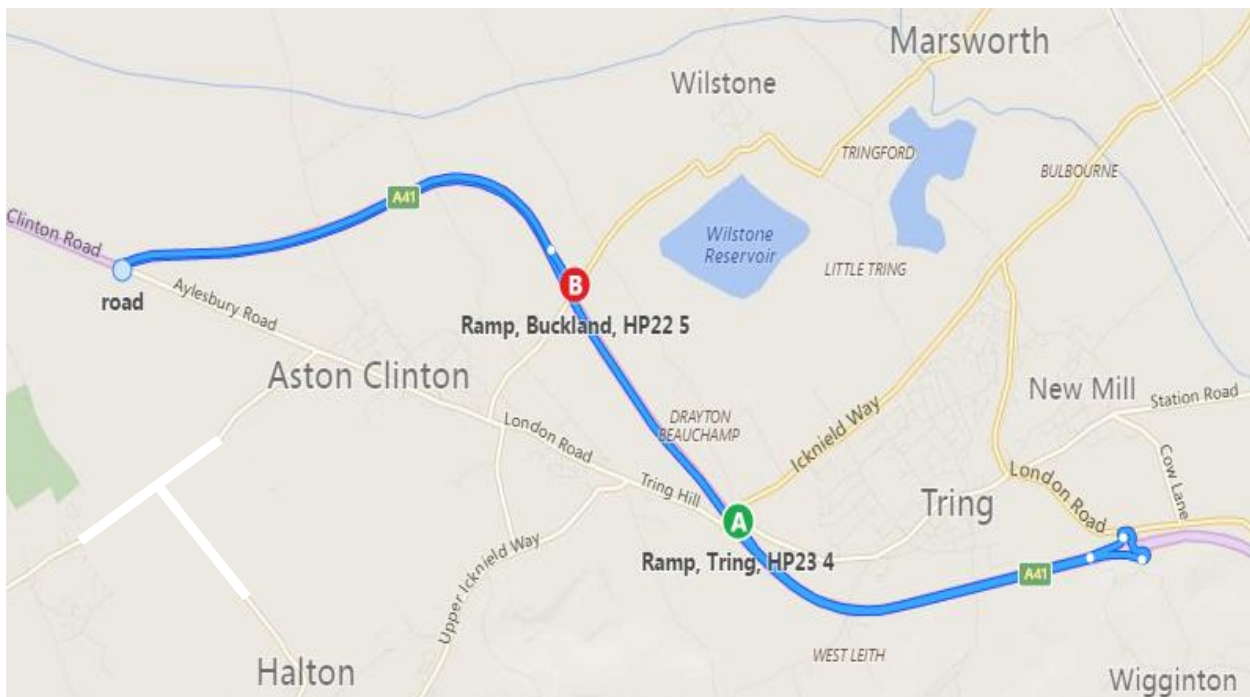 Marsworth
Wilstone
TRINGFORD
BULBOURNE
A41
Clinton Road
Wilstone
Reservoir
LITTLE TRING
road
Aylesbury Road
B
Ramp, Buckland, HP22 5
Aston Clinton
New Mill
Station Road
DRAYTON
BEAUCHAMP
Icknield Way
London Road
Cow Lane
Tring Hill
Tring
London Road
A
Ramp, Tring, HP23 4
A41
Upper Icknield Way
WEST LEITH
Halton
Wigginton